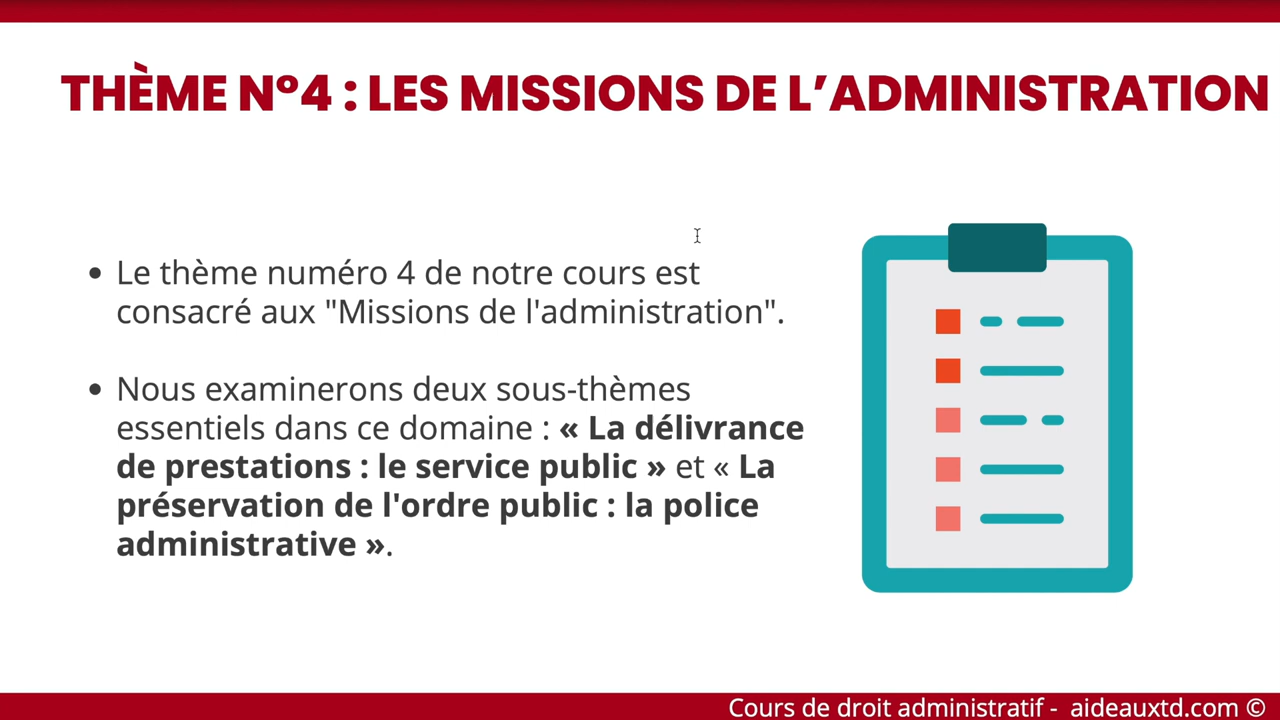 THÈME N°4 : LES MISSIONS DE L’ADMINISTRATION
• Le thème numéro 4 de notre cours est
consacré aux "Missions de l'administration".
• Nous examinerons deux sous-thèmes
essentiels dans ce domaine : « La délivrance
de prestations : le service public » et « La
préservation de l'ordre public : la police
administrative ».
Cours de droit administratif - aideauxtd.com ©